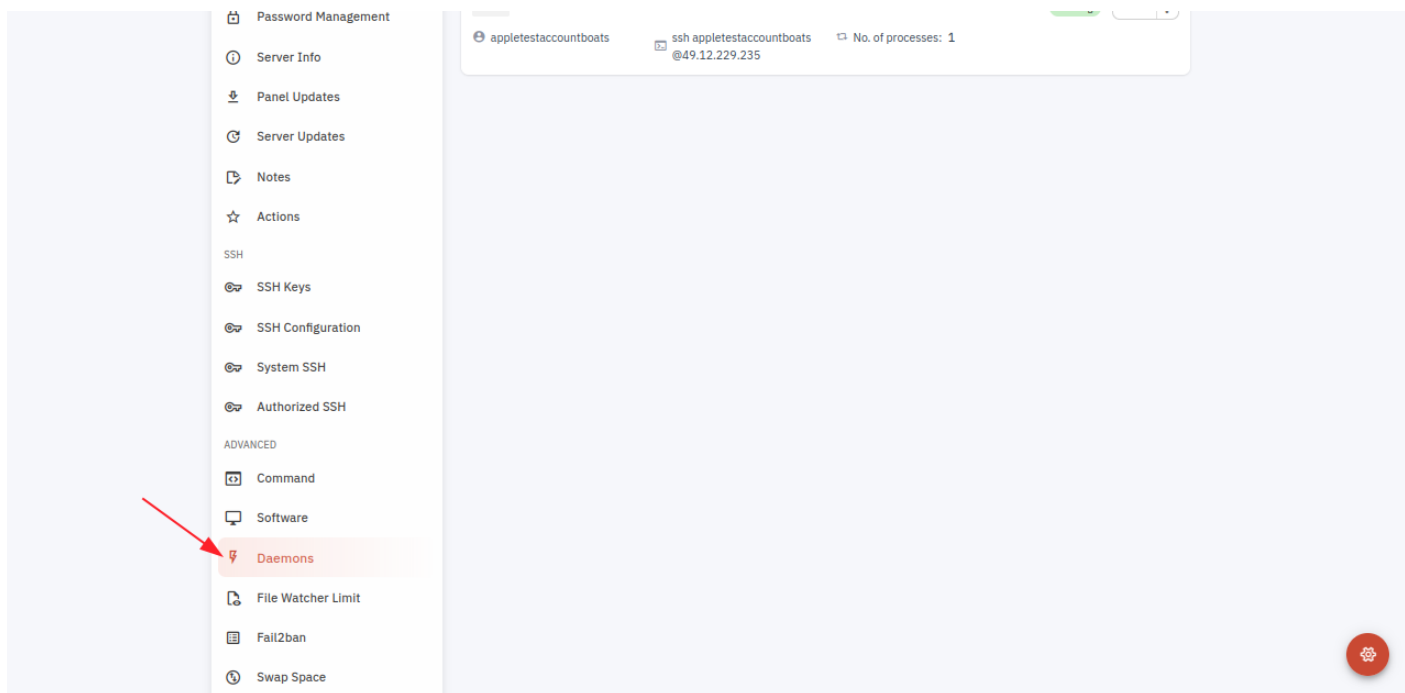 Password Management
Server Info
Panel Updates
Server Updates
Notes
Actions
SSH
SSH Keys
SSH Configuration
System SSH
Authorized SSH
ADVANCED
Command
Software
Daemons
File Watcher Limit
Fail2ban
Swap Space
appletestaccountboats
ssh appletestaccountboats
@49.12.229.235
No. of processes: 1